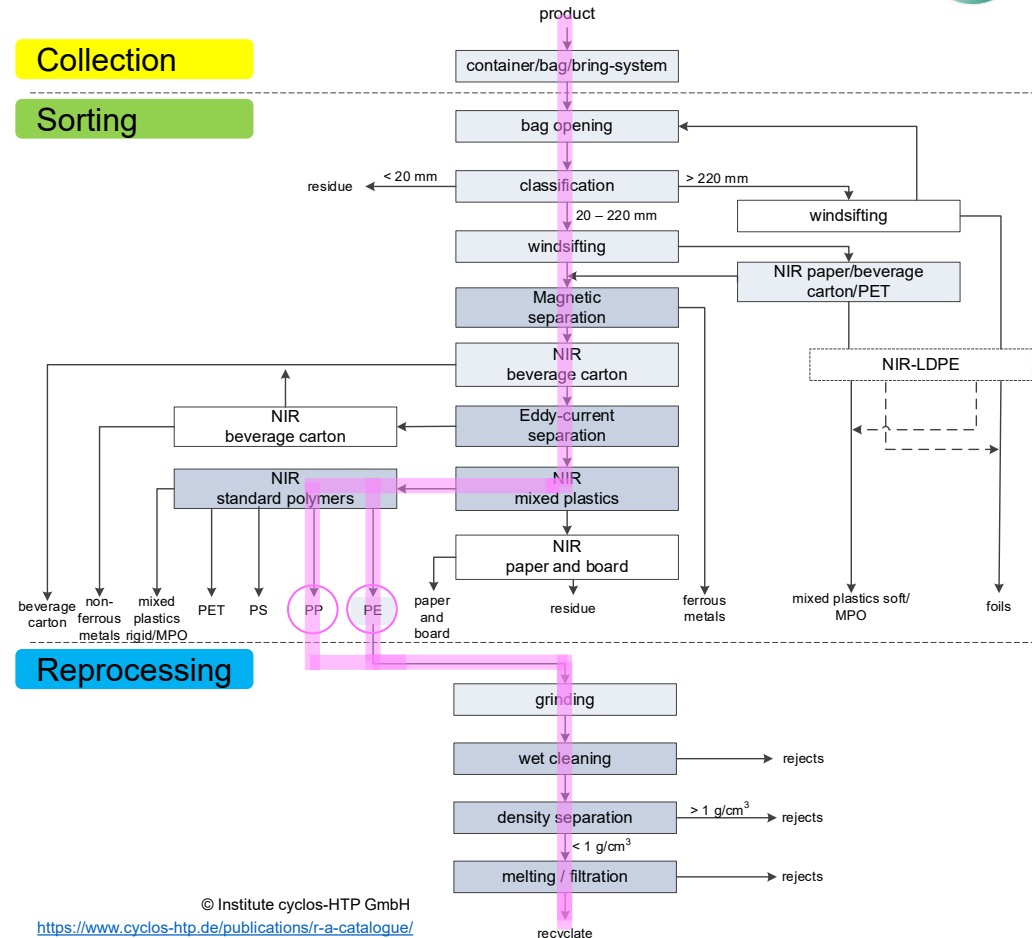 product
Collection
container/bag/bring-system
Sorting
bag opening
residue
< 20 mm
classification
> 220 mm
20 – 220 mm
windsifting
windsifting
NIR paper/beverage
carton/PET
Magnetic
separation
NIR
beverage carton
NIR-LDPE
NIR
beverage carton
Eddy-current
separation
NIR
standard polymers
NIR
mixed plastics
NIR
paper and board
beverage
carton
non-
ferrous
metals
mixed
plastics
rigid/MPO
PET
PS
PP
PE
paper
and
board
residue
ferrous
metals
mixed plastics soft/
MPO
foils
Reprocessing
grinding
wet cleaning
rejects
density separation
> 1 g/cm³
rejects
< 1 g/cm³
melting / filtration
rejects
© Institute cyclos-HTP GmbH
https://www.cyclos-htp.de/publications/r-a-catalogue/
recyclate